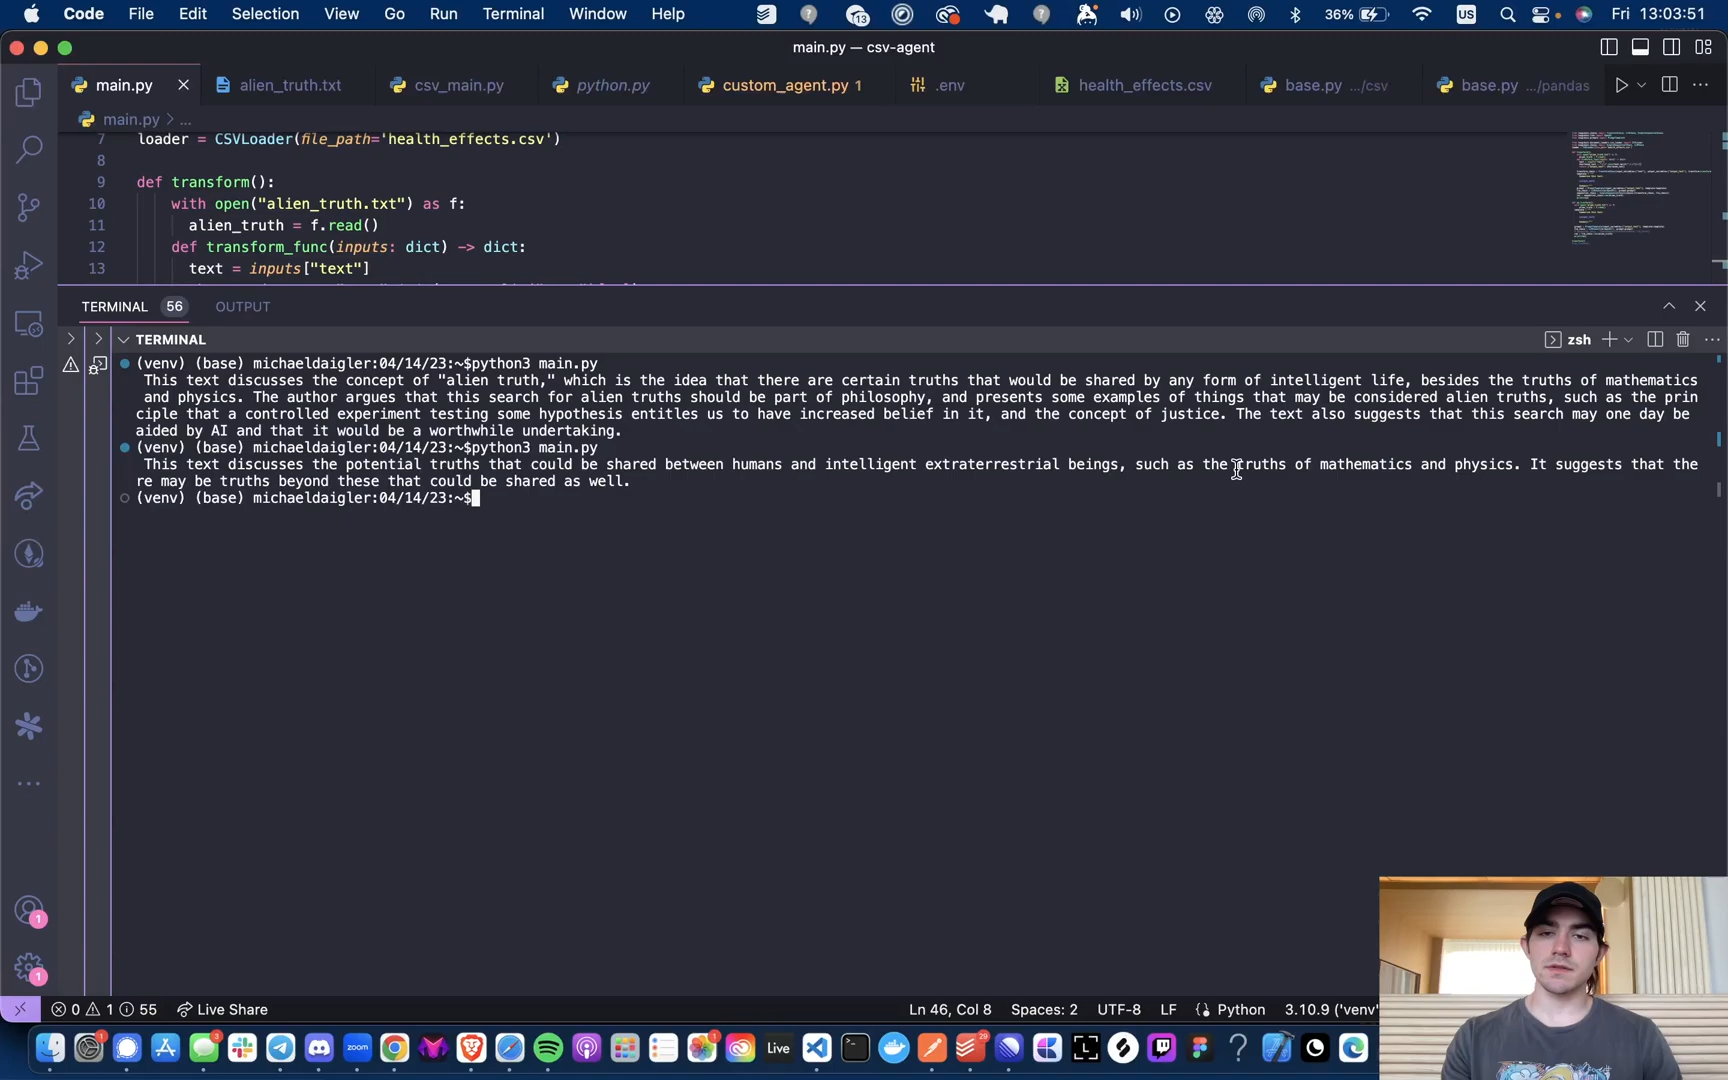 Code File Edit Selection View Go Run Terminal Window Help 13 36% US Fri 13:03:51
main.py — csv-agent
main.py alien_truth.txt csv_main.py python.py custom_agent.py 1 .env health_effects.csv base.py .../csv base.py .../pandas
main.py > ...
7 loader = CSVLoader(file_path='health_effects.csv')
8
9 def transform():
10 with open("alien_truth.txt") as f:
11 alien_truth = f.read()
12 def transform_func(inputs: dict) -> dict:
13 text = inputs["text"]
TERMINAL 56 OUTPUT
TERMINAL zsh
(venv) (base) michaeldaigler:04/14/23:~$python3 main.py
This text discusses the concept of "alien truth," which is the idea that there are certain truths that would be shared by any form of intelligent life, besides the truths of mathematics
and physics. The author argues that this search for alien truths should be part of philosophy, and presents some examples of things that may be considered alien truths, such as the prin
ciple that a controlled experiment testing some hypothesis entitles us to have increased belief in it, and the concept of justice. The text also suggests that this search may one day be
aided by AI and that it would be a worthwhile undertaking.
(venv) (base) michaeldaigler:04/14/23:~$python3 main.py
This text discusses the potential truths that could be shared between humans and intelligent extraterrestrial beings, such as the truths of mathematics and physics. It suggests that the
re may be truths beyond these that could be shared as well.
(venv) (base) michaeldaigler:04/14/23:~$
1
1
0 1 55 Live Share Ln 46, Col 8 Spaces: 2 UTF-8 LF Python 3.10.9 ('venv'
1 3 zoom 1 Live 29